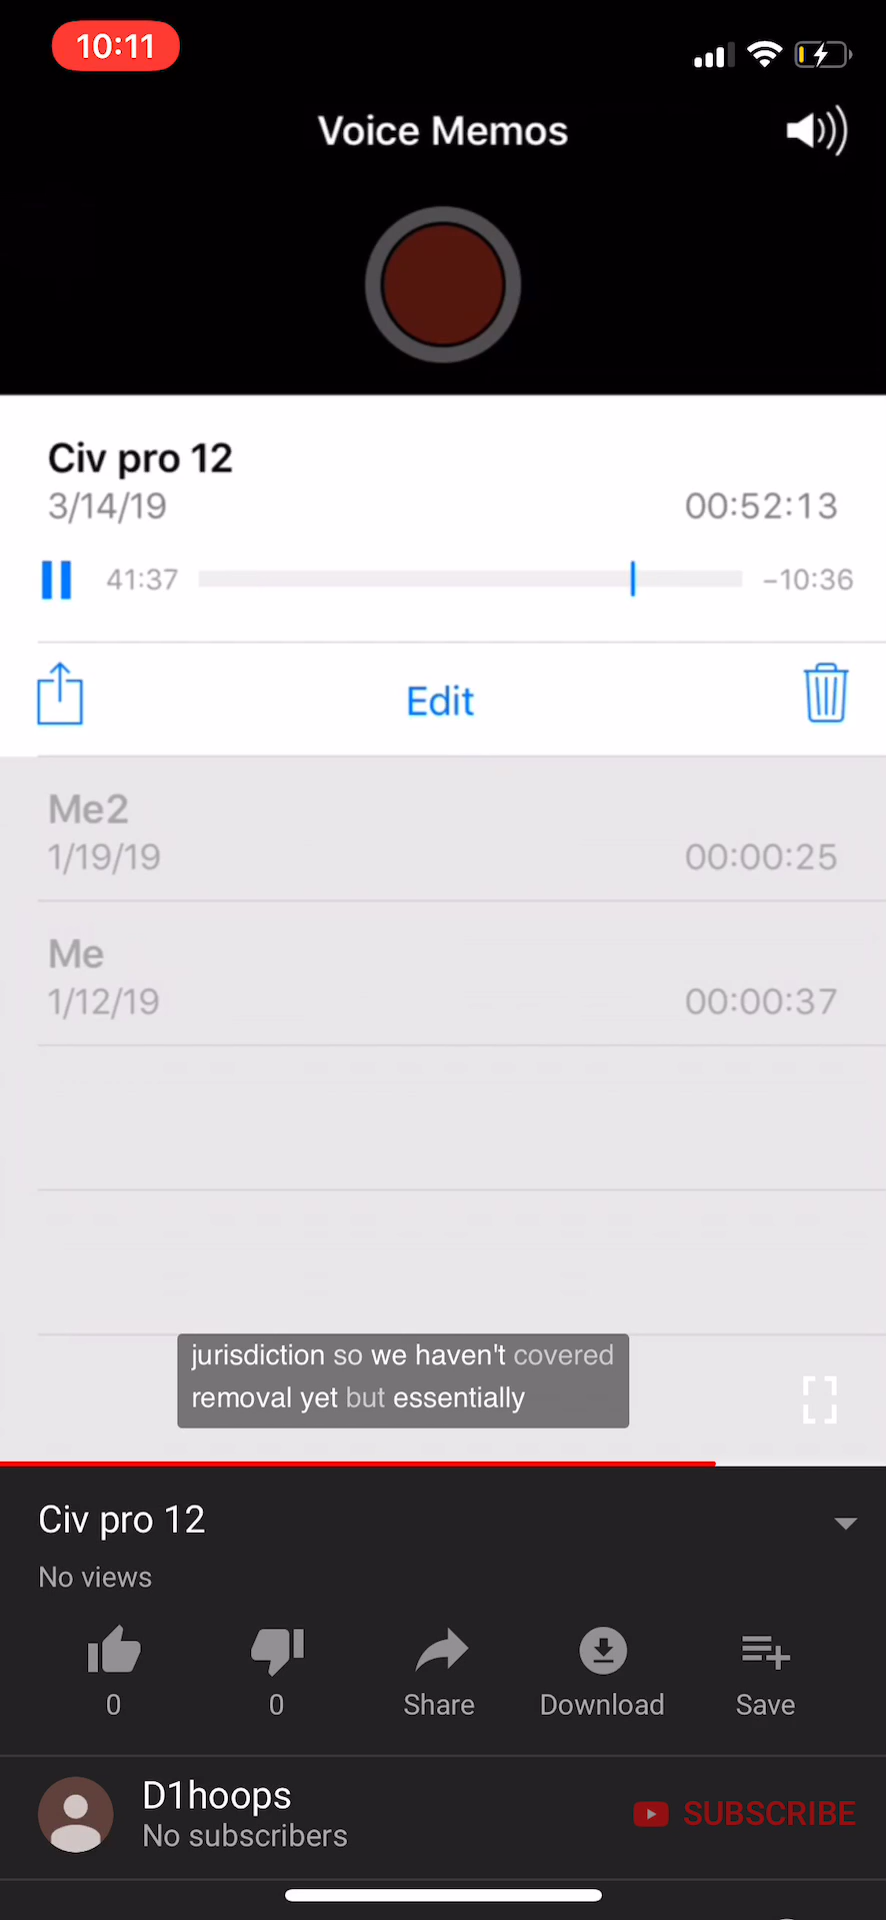 10:11
Voice Memos
Civ pro 12
3/14/19 00:52:13
41:37 -10:36
Edit
Me2
1/19/19 00:00:25
Me
1/12/19 00:00:37
jurisdiction so we haven't covered
removal yet but essentially
Civ pro 12
No views
0 0 Share Download Save
D1hoops
No subscribers
SUBSCRIBE